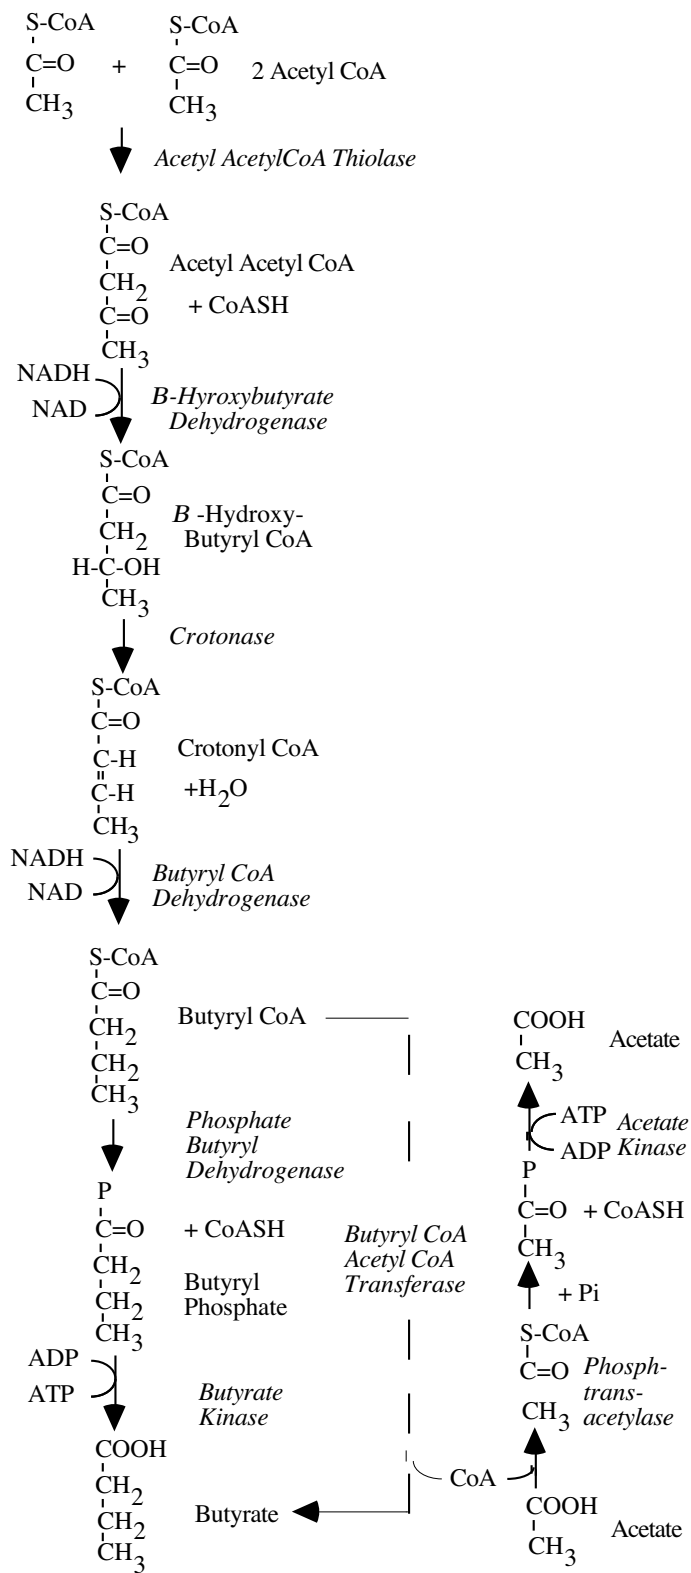 S-CoA
C=O
CH3
+
S-CoA
C=O
CH3
2 Acetyl CoA
Acetyl AcetylCoA Thiolase
S-CoA
C=O
CH2
C=O
CH3
Acetyl Acetyl CoA
+ CoASH
NADH
NAD
B-Hyroxybutyrate
Dehydrogenase
S-CoA
C=O
CH2
H-C-OH
CH3
B -Hydroxy-
Butyryl CoA
Crotonase
S-CoA
C=O
C-H
C-H
CH3
Crotonyl CoA
+H2O
NADH
NAD
Butyryl CoA
Dehydrogenase
S-CoA
C=O
CH2
CH2
CH3
Butyryl CoA
Phosphate
Butyryl
Dehydrogenase
P
C=O
CH2
CH2
CH3
+ CoASH
Butyryl
Phosphate
ADP
ATP
Butyrate
Kinase
COOH
CH2
CH2
CH3
Butyrate
Butyryl CoA
Acetyl CoA
Transferase
CoA
COOH
CH3
Acetate
ATP
ADP
Acetate
Kinase
P
C=O
CH3
+ CoASH
+ Pi
S-CoA
C=O
CH3
Phosph-
trans-
acetylase
COOH
CH3
Acetate